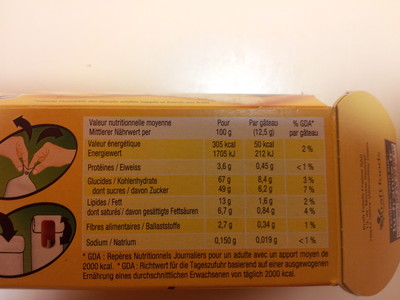 Valeur nutritionnelle moyenne Pour Par gâteau % GDA*
Mittlerer Nährwert per 100 g (12,5 g) par gâteau
Valeur énergétique 305 kcal 50 kcal 2 %
Energiewert 1705 kJ 212 kJ
Protéines / Eiweiss 3,6 g 0,45 g < 1 %
Glucides / Kohlenhydrate 67 g 8,4 g 3 %
dont sucres / davon Zucker 49 g 6,2 g 7 %
Lipides / Fett 13 g 1,6 g 2 %
dont saturés / davon gesättigte Fettsäuren 6,7 g 0,84 g 4 %
Fibres alimentaires / Ballaststoffe 2,7 g 0,34 g 1 %
Sodium / Natrium 0,150 g 0,019 g < 1 %
* GDA : Repères Nutritionnels Journaliers pour un adulte avec un apport moyen de
2000 kcal. * GDA : Richtwert für die Tageszufuhr basierend auf einer ausgewogenen
Ernährung eines durchschnittlichen Erwachsenen von täglich 2000 kcal.
Kraft Foods